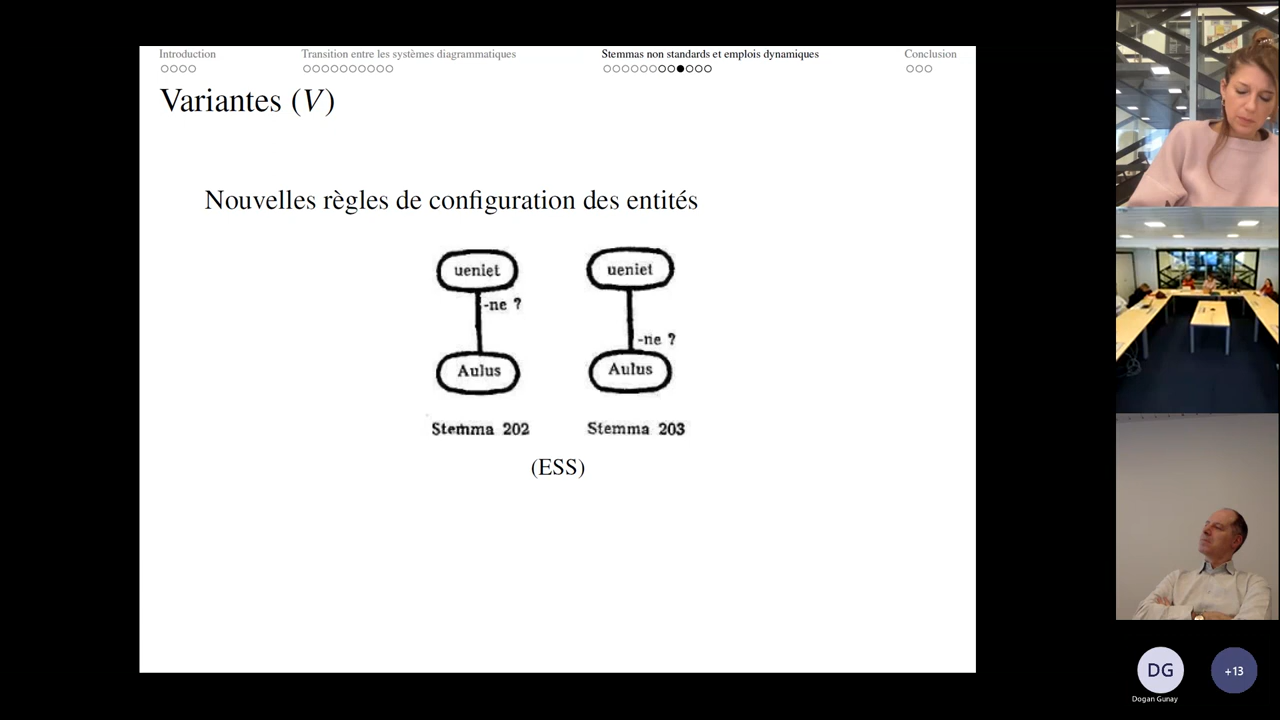 Introduction
Transition entre les systèmes diagrammatiques
Stemmas non standards et emplois dynamiques
Conclusion
Variantes (V)
Nouvelles règles de configuration des entités
ueniet
-ne ?
Aulus
Stemma 202
ueniet
-ne ?
Aulus
Stemma 203
(ESS)
DG
Dogan Gunay
+13